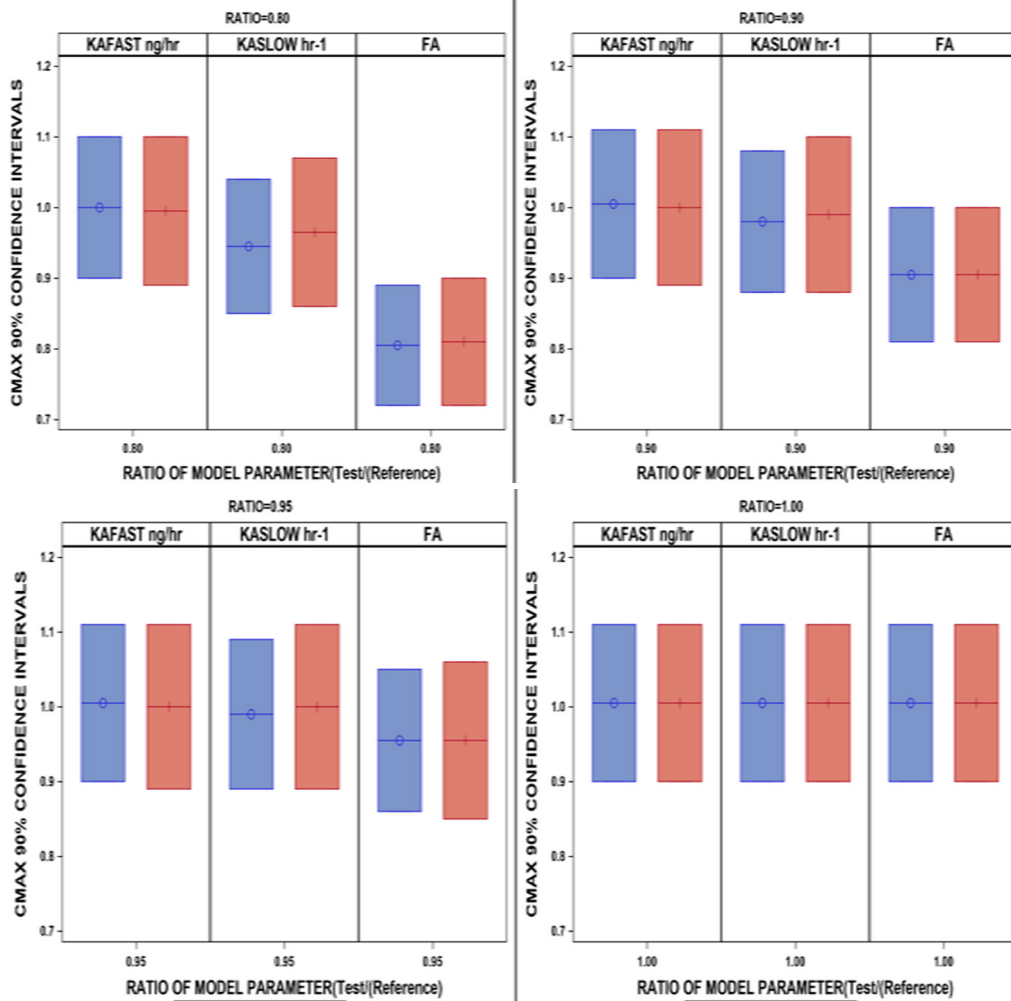 RATIO=0.80
KAFAST ng/hr KASLOW hr-1 FA
CMAX 90% CONFIDENCE INTERVALS
1.2
1.1
1.0
0.9
0.8
0.7
0.80 0.80 0.80
RATIO OF MODEL PARAMETER(Test/(Reference)
RATIO=0.90
KAFAST ng/hr KASLOW hr-1 FA
CMAX 90% CONFIDENCE INTERVALS
1.2
1.1
1.0
0.9
0.8
0.7
0.90 0.90 0.90
RATIO OF MODEL PARAMETER(Test/(Reference)
RATIO=0.95
KAFAST ng/hr KASLOW hr-1 FA
CMAX 90% CONFIDENCE INTERVALS
1.2
1.1
1.0
0.9
0.8
0.7
0.95 0.95 0.95
RATIO OF MODEL PARAMETER(Test/(Reference)
RATIO=1.00
KAFAST ng/hr KASLOW hr-1 FA
CMAX 90% CONFIDENCE INTERVALS
1.2
1.1
1.0
0.9
0.8
0.7
1.00 1.00 1.00
RATIO OF MODEL PARAMETER(Test/(Reference)